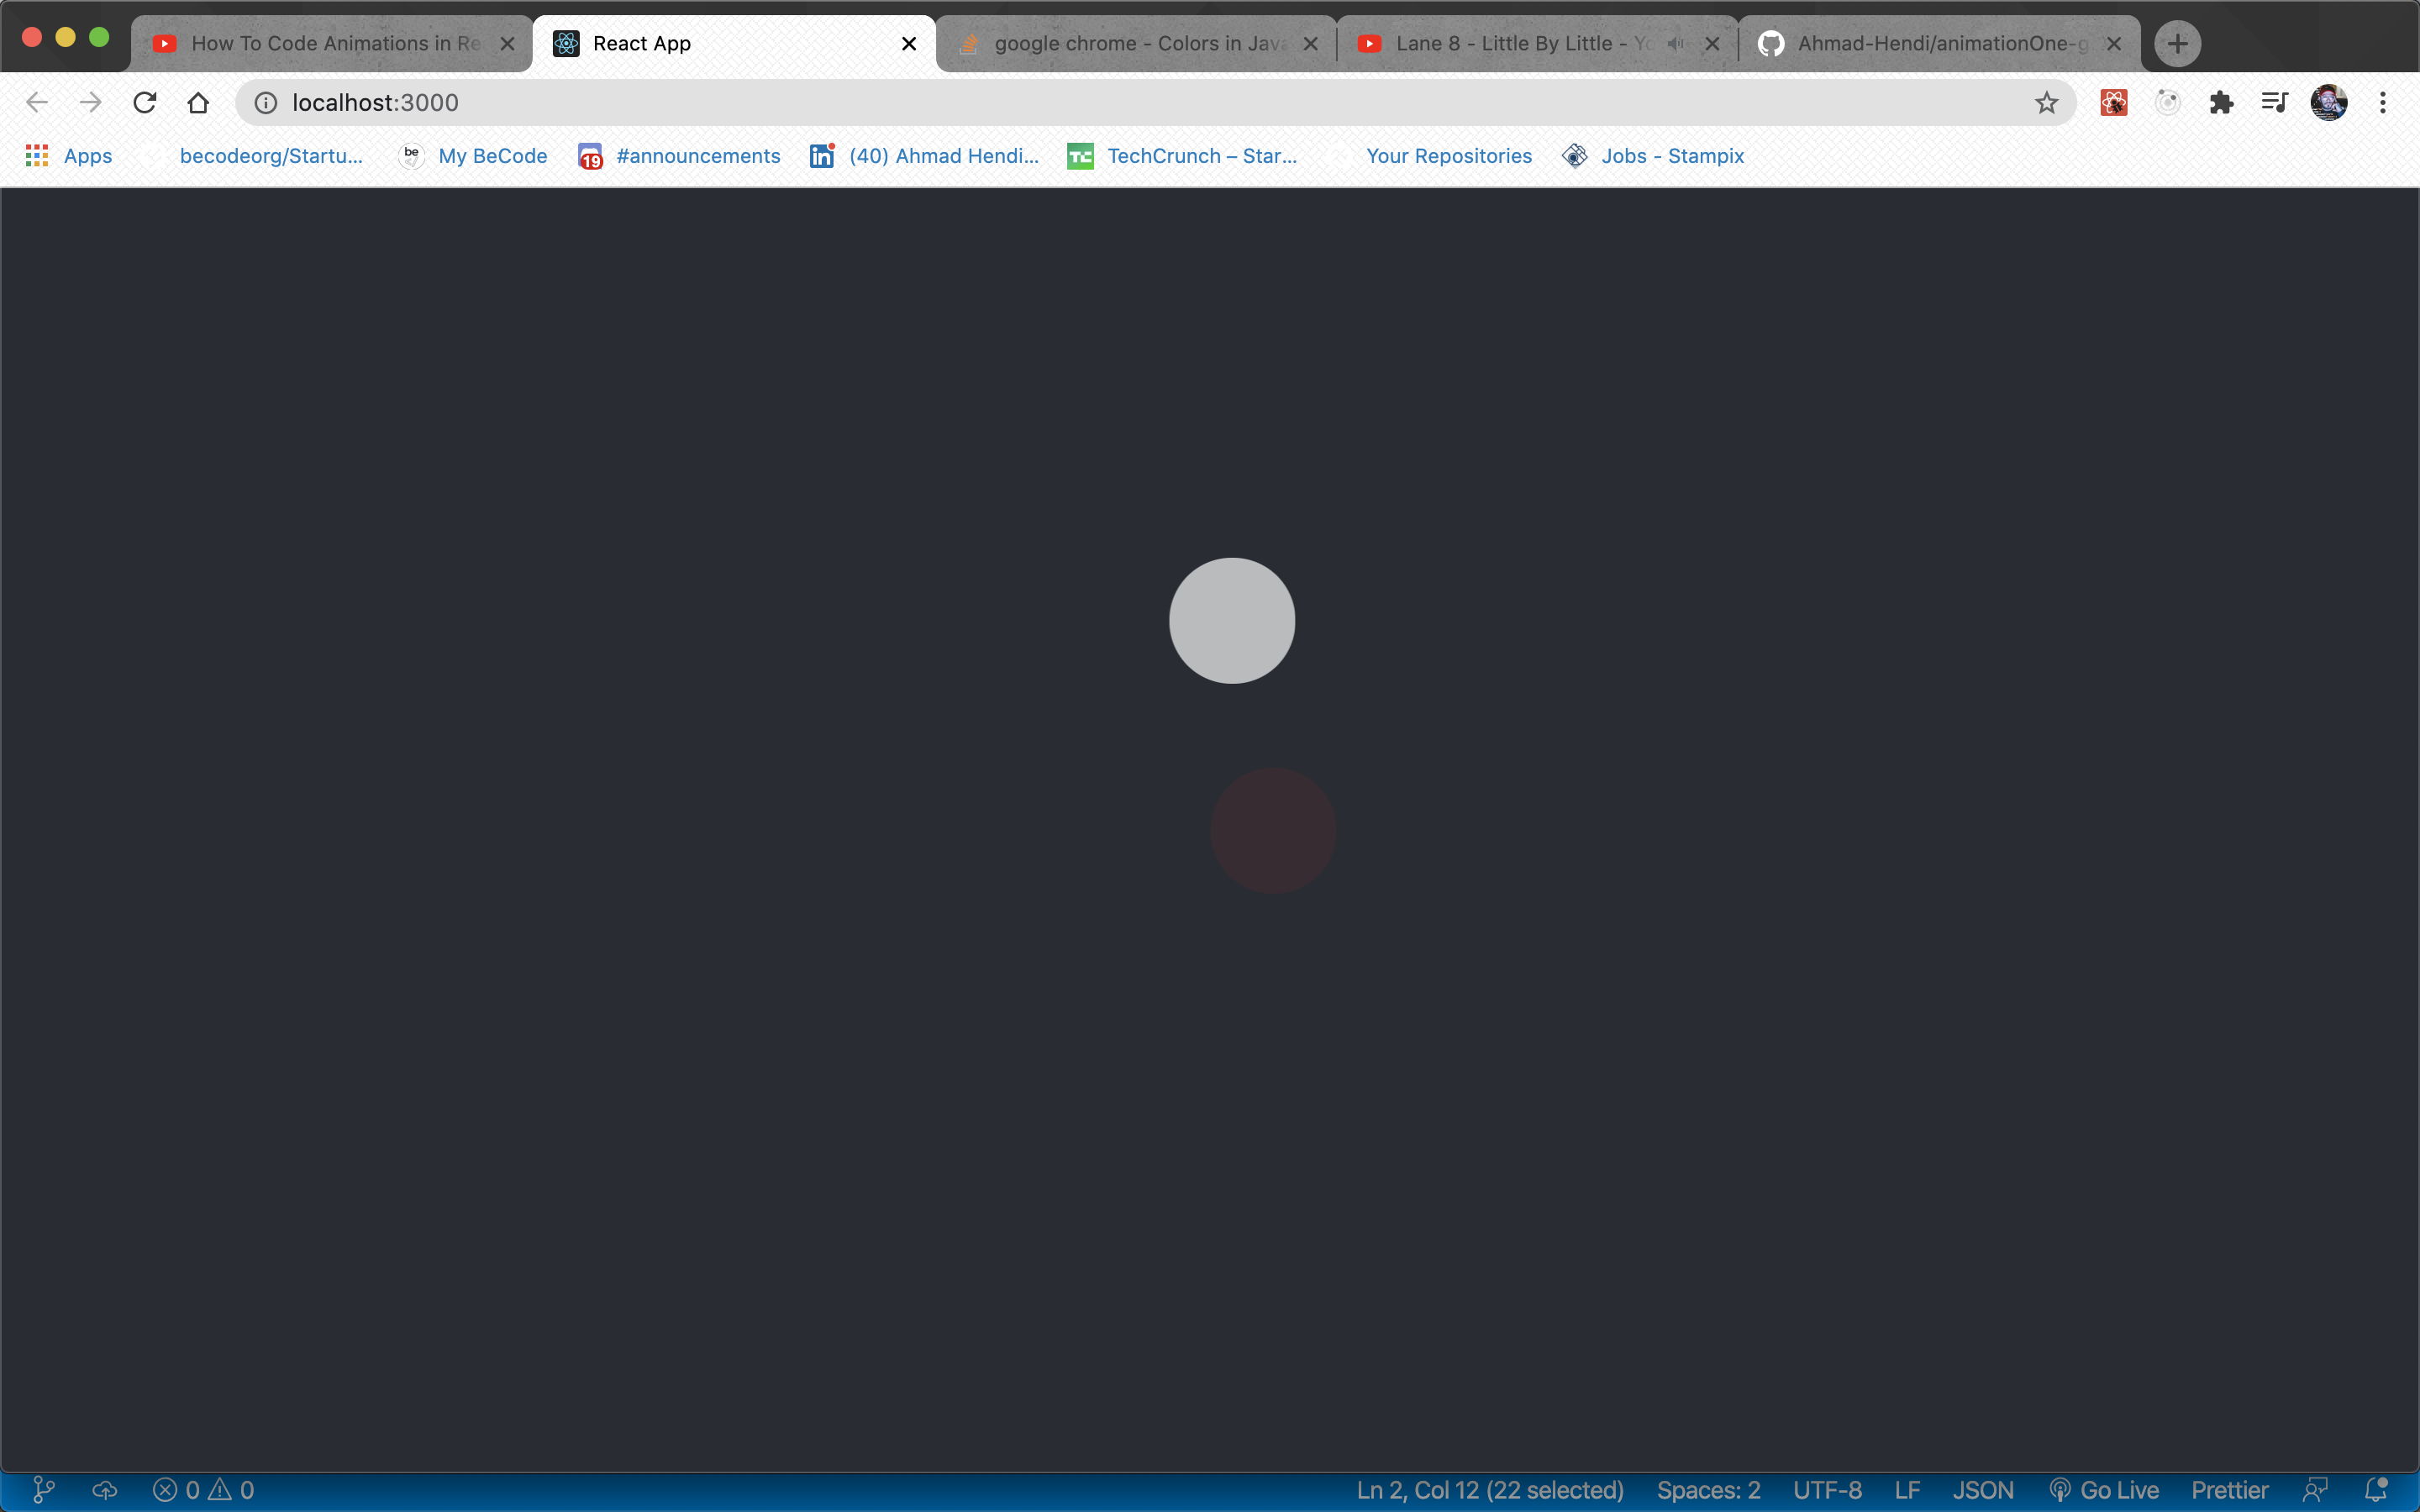 How To Code Animations in Re
React App
google chrome - Colors in Java
Lane 8 - Little By Little - Yo
Ahmad-Hendi/animationOne-g
localhost:3000
Apps
becodeorg/Startu...
be
My BeCode
19
#announcements
in
(40) Ahmad Hendi...
TC
TechCrunch – Star...
Your Repositories
Jobs - Stampix
0 0
Ln 2, Col 12 (22 selected)
Spaces: 2
UTF-8
LF
JSON
Go Live
Prettier